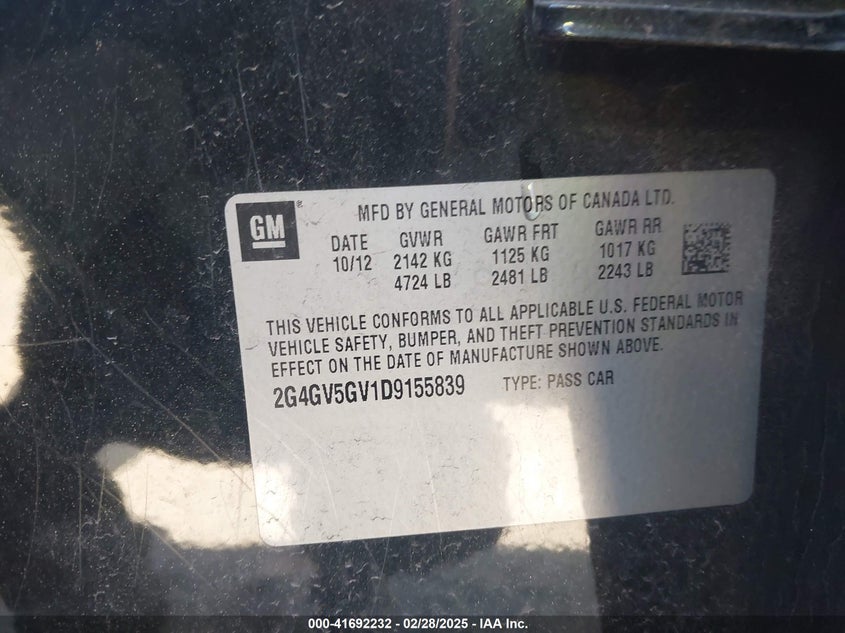 GM ®
MFD BY GENERAL MOTORS OF CANADA LTD.
DATE GVWR GAWR FRT GAWR RR
10/12 2142 KG 1125 KG 1017 KG
4724 LB 2481 LB 2243 LB
THIS VEHICLE CONFORMS TO ALL APPLICABLE U.S. FEDERAL MOTOR
VEHICLE SAFETY, BUMPER, AND THEFT PREVENTION STANDARDS IN
EFFECT ON THE DATE OF MANUFACTURE SHOWN ABOVE.
2G4GV5GV1D9155839 TYPE: PASS CAR
000-41692232 - 02/28/2025 - IAA Inc.